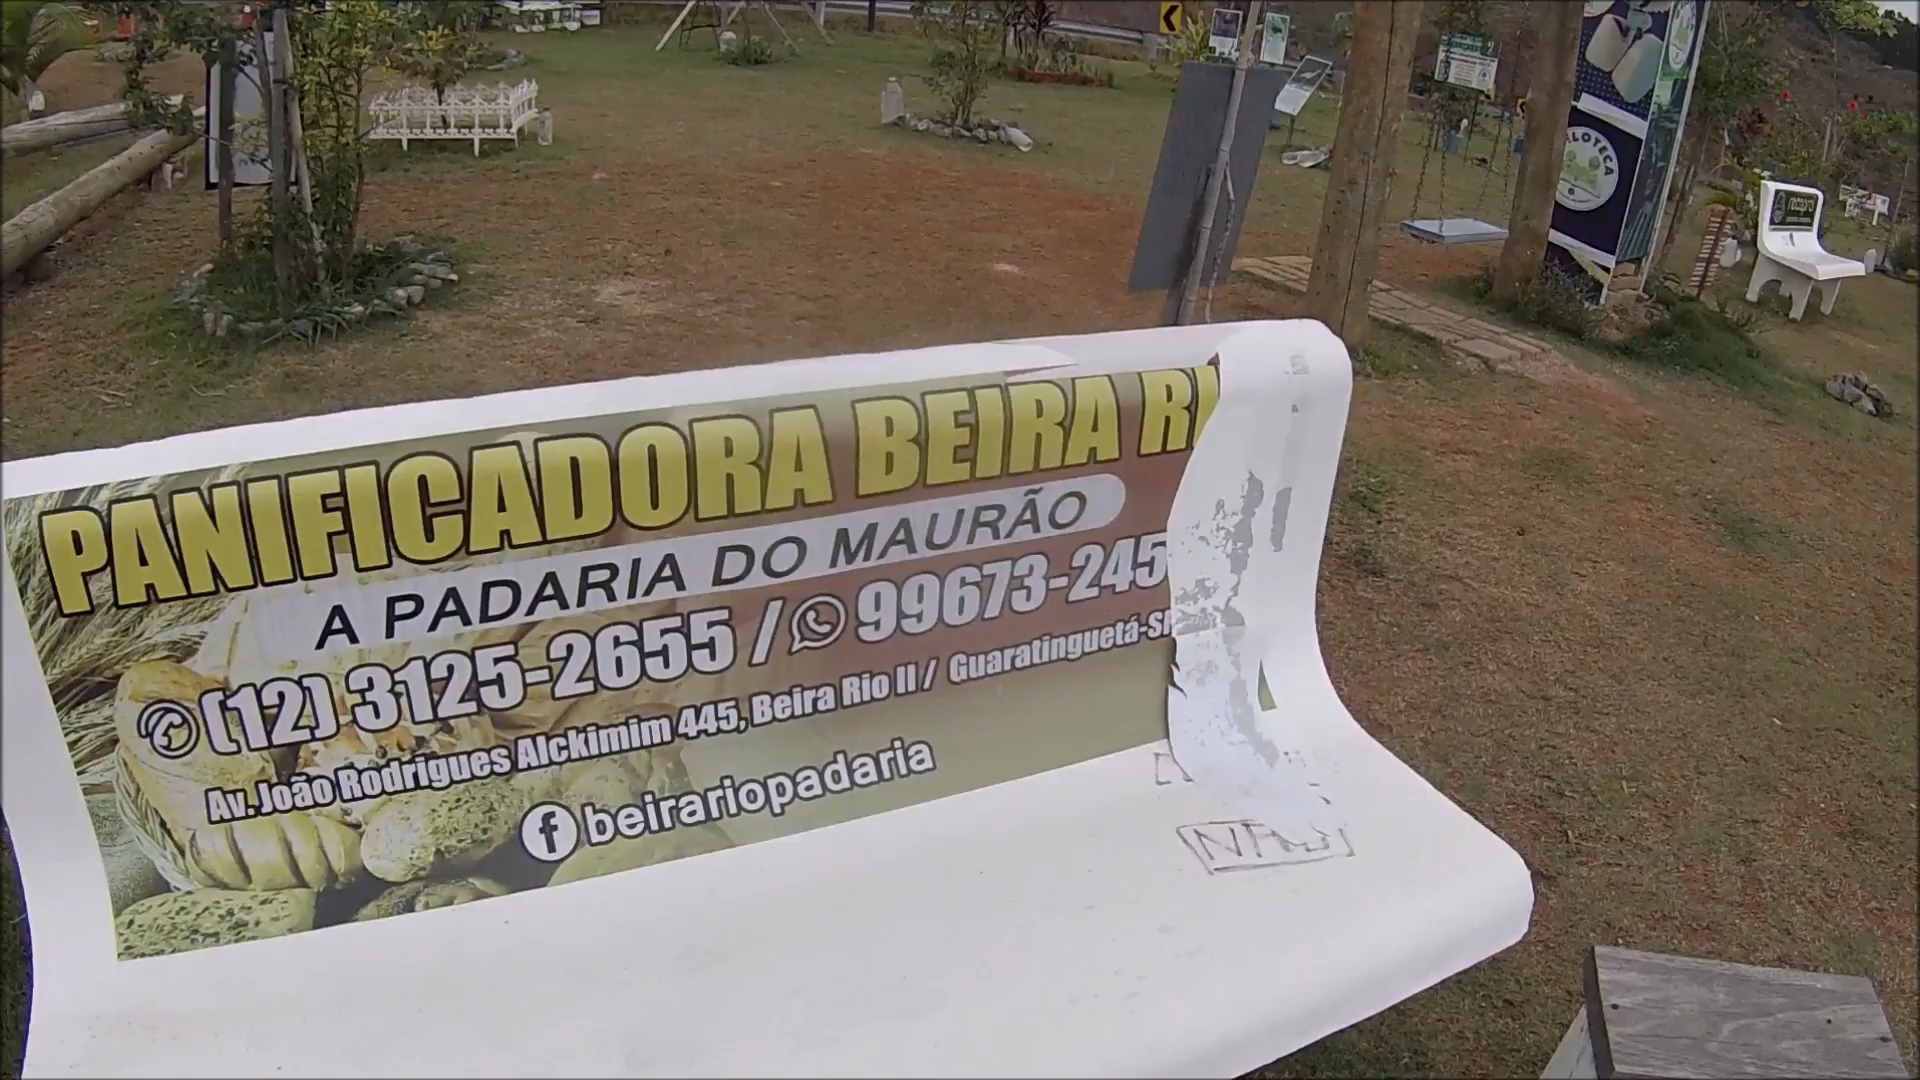 PANIFICADORA BEIRA RI
A PADARIA DO MAURÃO
(12) 3125-2655 / 99673-245
Av. João Rodrigues Alckimim 445, Beira Rio II / Guaratinguetá-SP
beirariopadaria